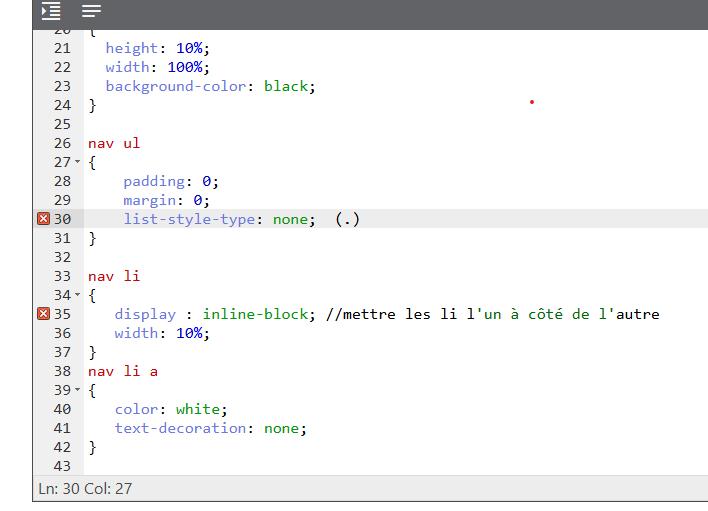 20 {
21 height: 10%;
22 width: 100%;
23 background-color: black;
24 }
25
26 nav ul
27 {
28 padding: 0;
29 margin: 0;
30 list-style-type: none; (.)
31 }
32
33 nav li
34 {
35 display : inline-block; //mettre les li l'un à côté de l'autre
36 width: 10%;
37 }
38 nav li a
39 {
40 color: white;
41 text-decoration: none;
42 }
43
Ln: 30 Col: 27